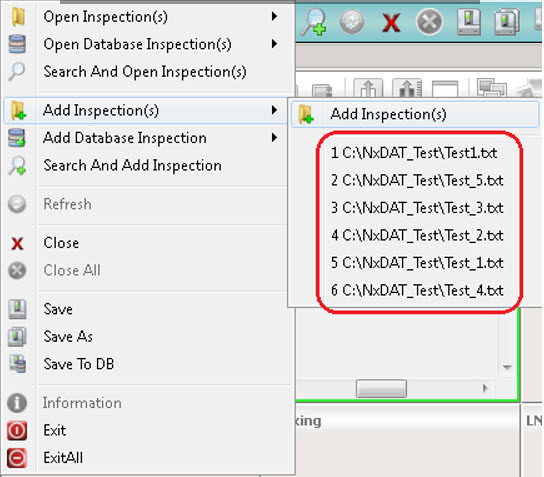 Open Inspection(s)
Open Database Inspection(s)
Search And Open Inspection(s)
Add Inspection(s)
Add Database Inspection
Search And Add Inspection
Refresh
Close
Close All
Save
Save As
Save To DB
Information
Exit
ExitAll
Add Inspection(s)
1 C:\NxDAT_Test\Test1.txt
2 C:\NxDAT_Test\Test_5.txt
3 C:\NxDAT_Test\Test_3.txt
4 C:\NxDAT_Test\Test_2.txt
5 C:\NxDAT_Test\Test_1.txt
6 C:\NxDAT_Test\Test_4.txt
king
LN